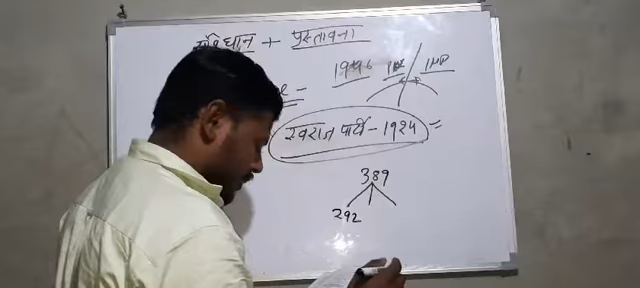 संविधान + प्रस्तावना
1946
स्वराज पार्टी - 1924 =
389
292